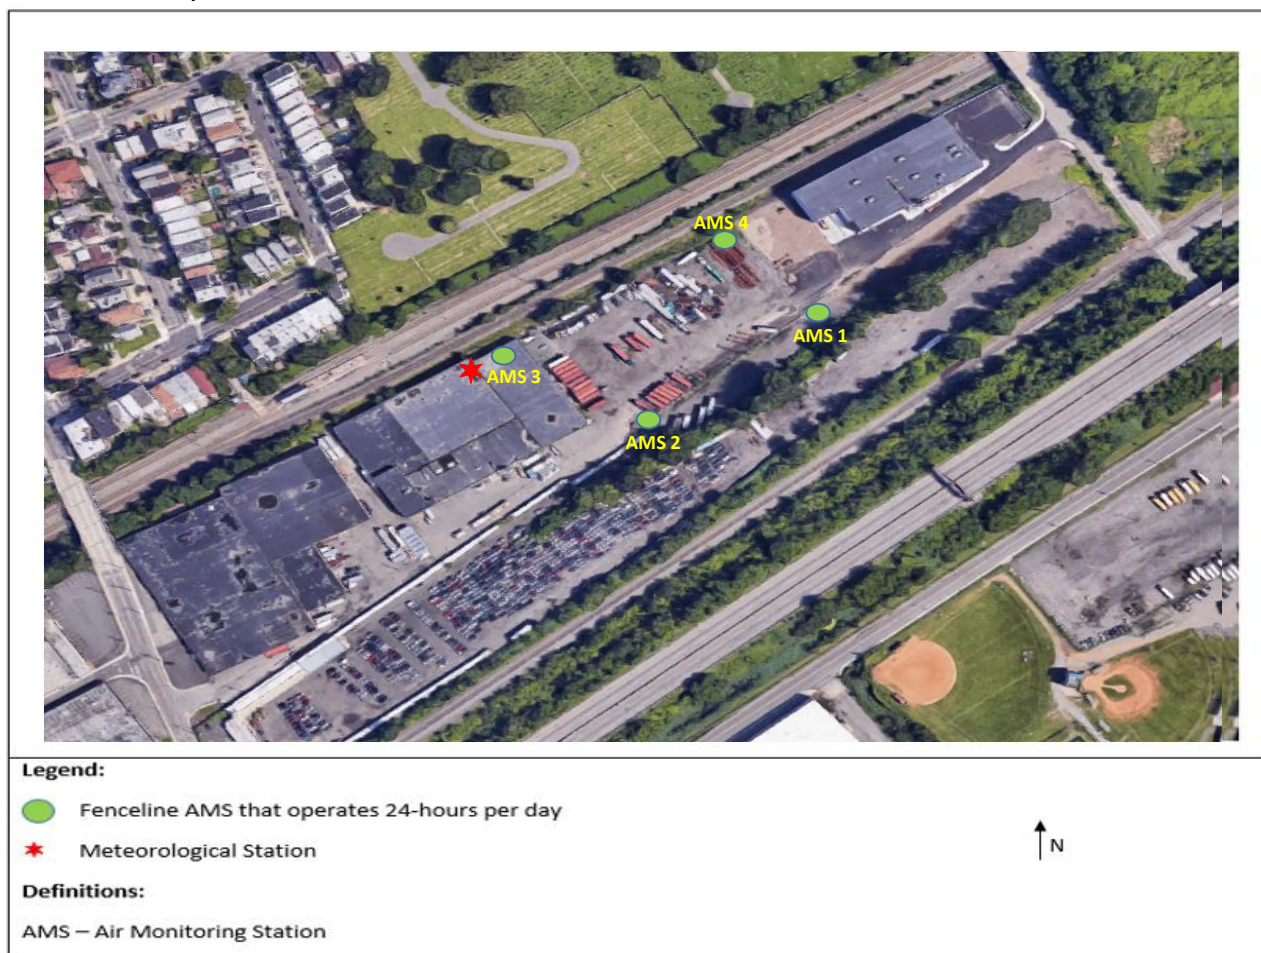 AMS 4
AMS 1
AMS 3
AMS 2
Legend:
Fenceline AMS that operates 24-hours per day
Meteorological Station
N
Definitions:
AMS – Air Monitoring Station